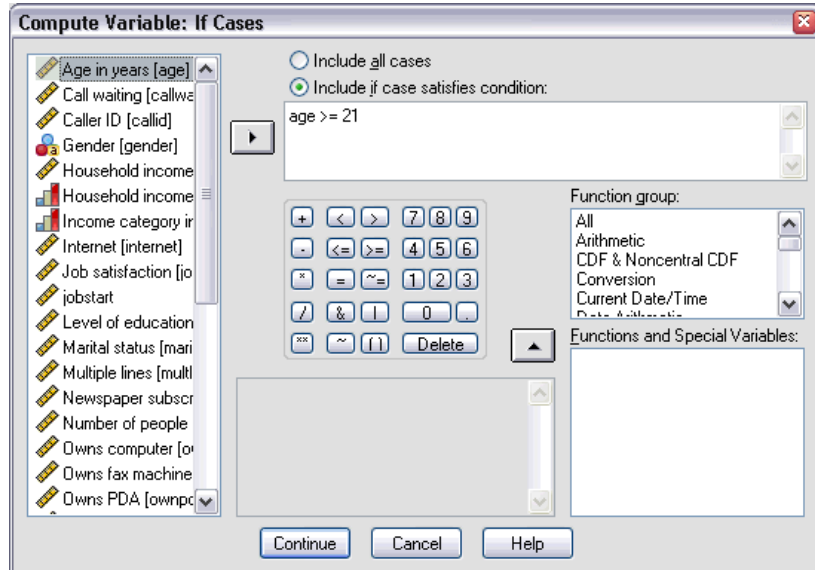 Compute Variable: If Cases
Age in years [age]
Call waiting [callwa
Caller ID [callid]
Gender [gender]
Household income
Household income
Income category ir
Internet [internet]
Job satisfaction [jo
jobstart
Level of education
Marital status [mari
Multiple lines [multl
Newspaper subscr
Number of people
Owns computer [o
Owns fax machine
Owns PDA [ownpc
Include all cases
Include if case satisfies condition:
age >= 21
+ < > 7 8 9
- <= >= 4 5 6
* = ~= 1 2 3
/ & | 0 .
** ~ ( ) Delete
Function group:
All
Arithmetic
CDF & Noncentral CDF
Conversion
Current Date/Time
Date Arithmetic
Functions and Special Variables:
Continue Cancel Help